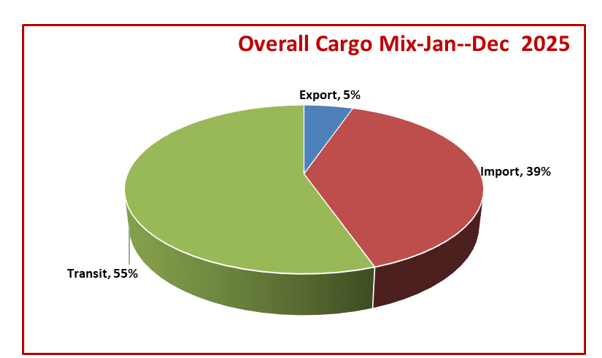 Overall Cargo Mix-Jan--Dec  2025
Export, 5%
Import, 39%
Transit, 55%